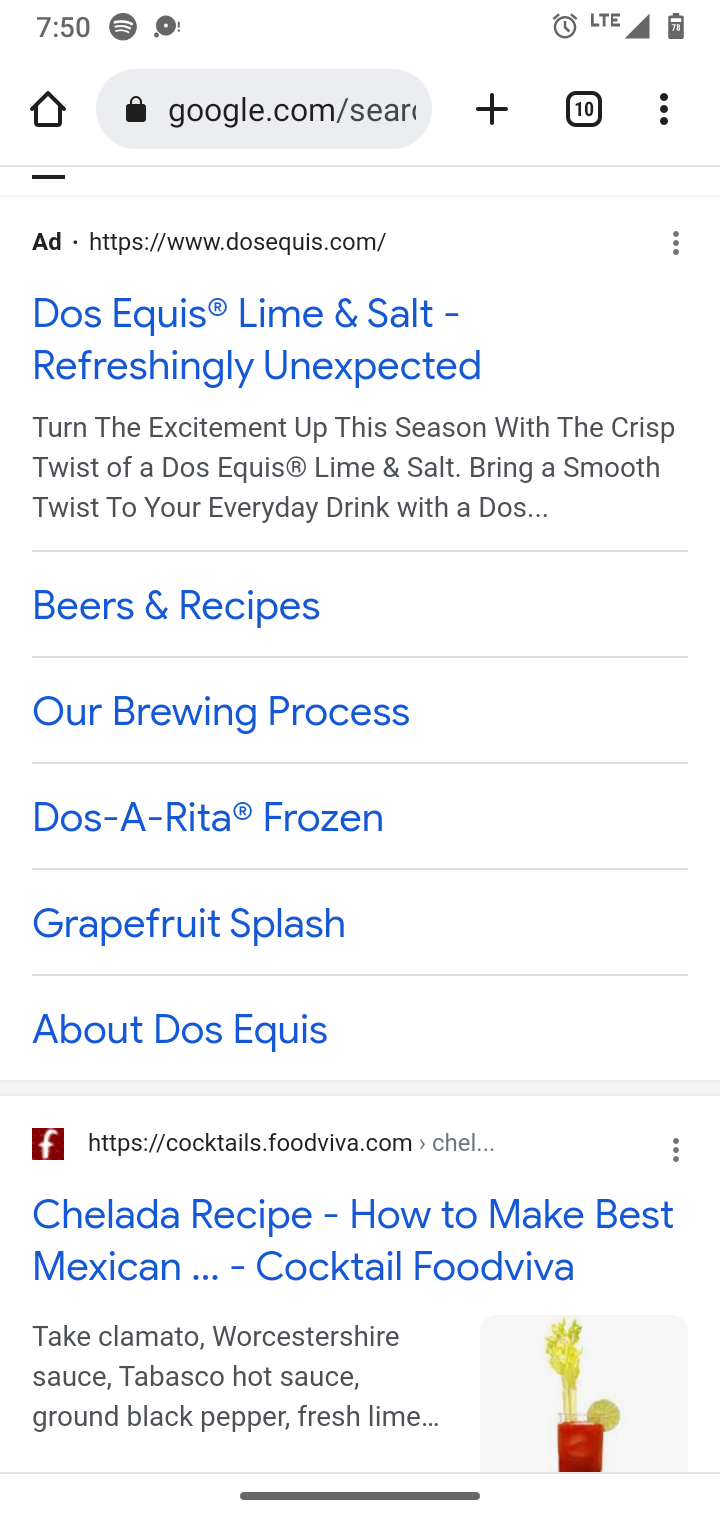 7:50
LTE
78
google.com/sear
10
Ad · https://www.dosequis.com/
Dos Equis® Lime & Salt -
Refreshingly Unexpected
Turn The Excitement Up This Season With The Crisp
Twist of a Dos Equis® Lime & Salt. Bring a Smooth
Twist To Your Everyday Drink with a Dos...
Beers & Recipes
Our Brewing Process
Dos-A-Rita® Frozen
Grapefruit Splash
About Dos Equis
f
https://cocktails.foodviva.com › chel...
Chelada Recipe - How to Make Best
Mexican ... - Cocktail Foodviva
Take clamato, Worcestershire
sauce, Tabasco hot sauce,
ground black pepper, fresh lime...